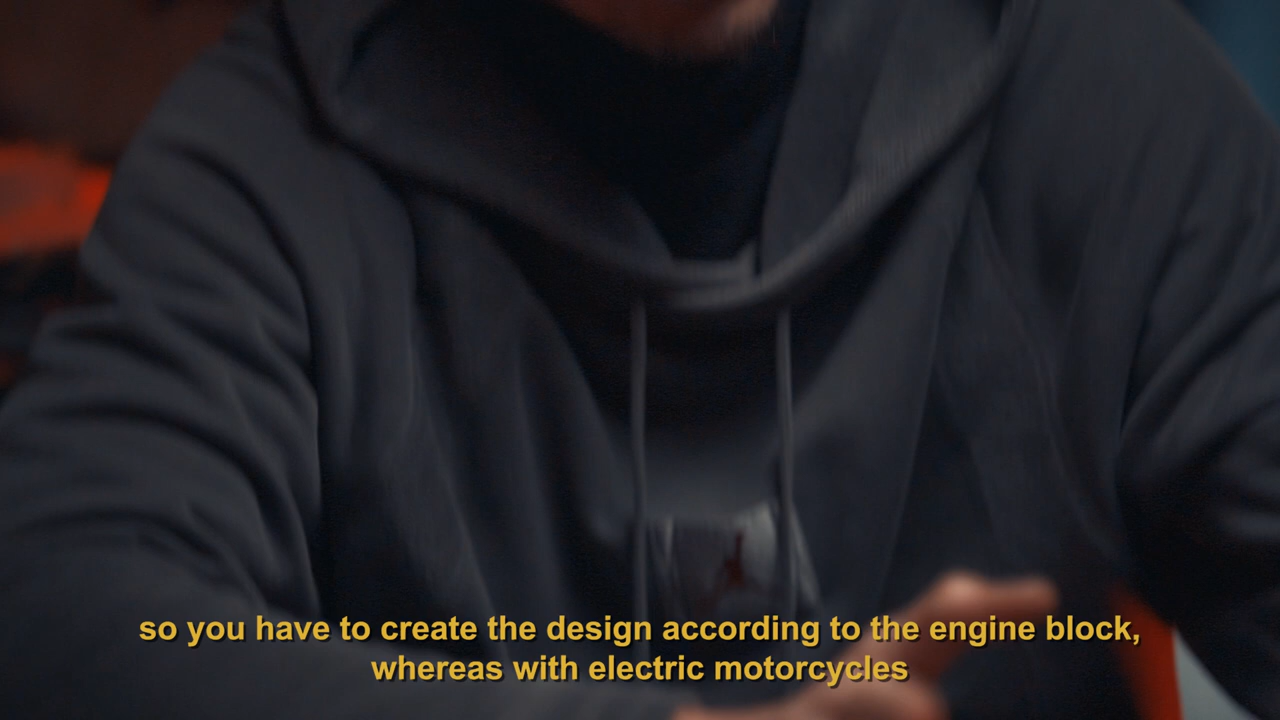 so you have to create the design according to the engine block,
whereas with electric motorcycles